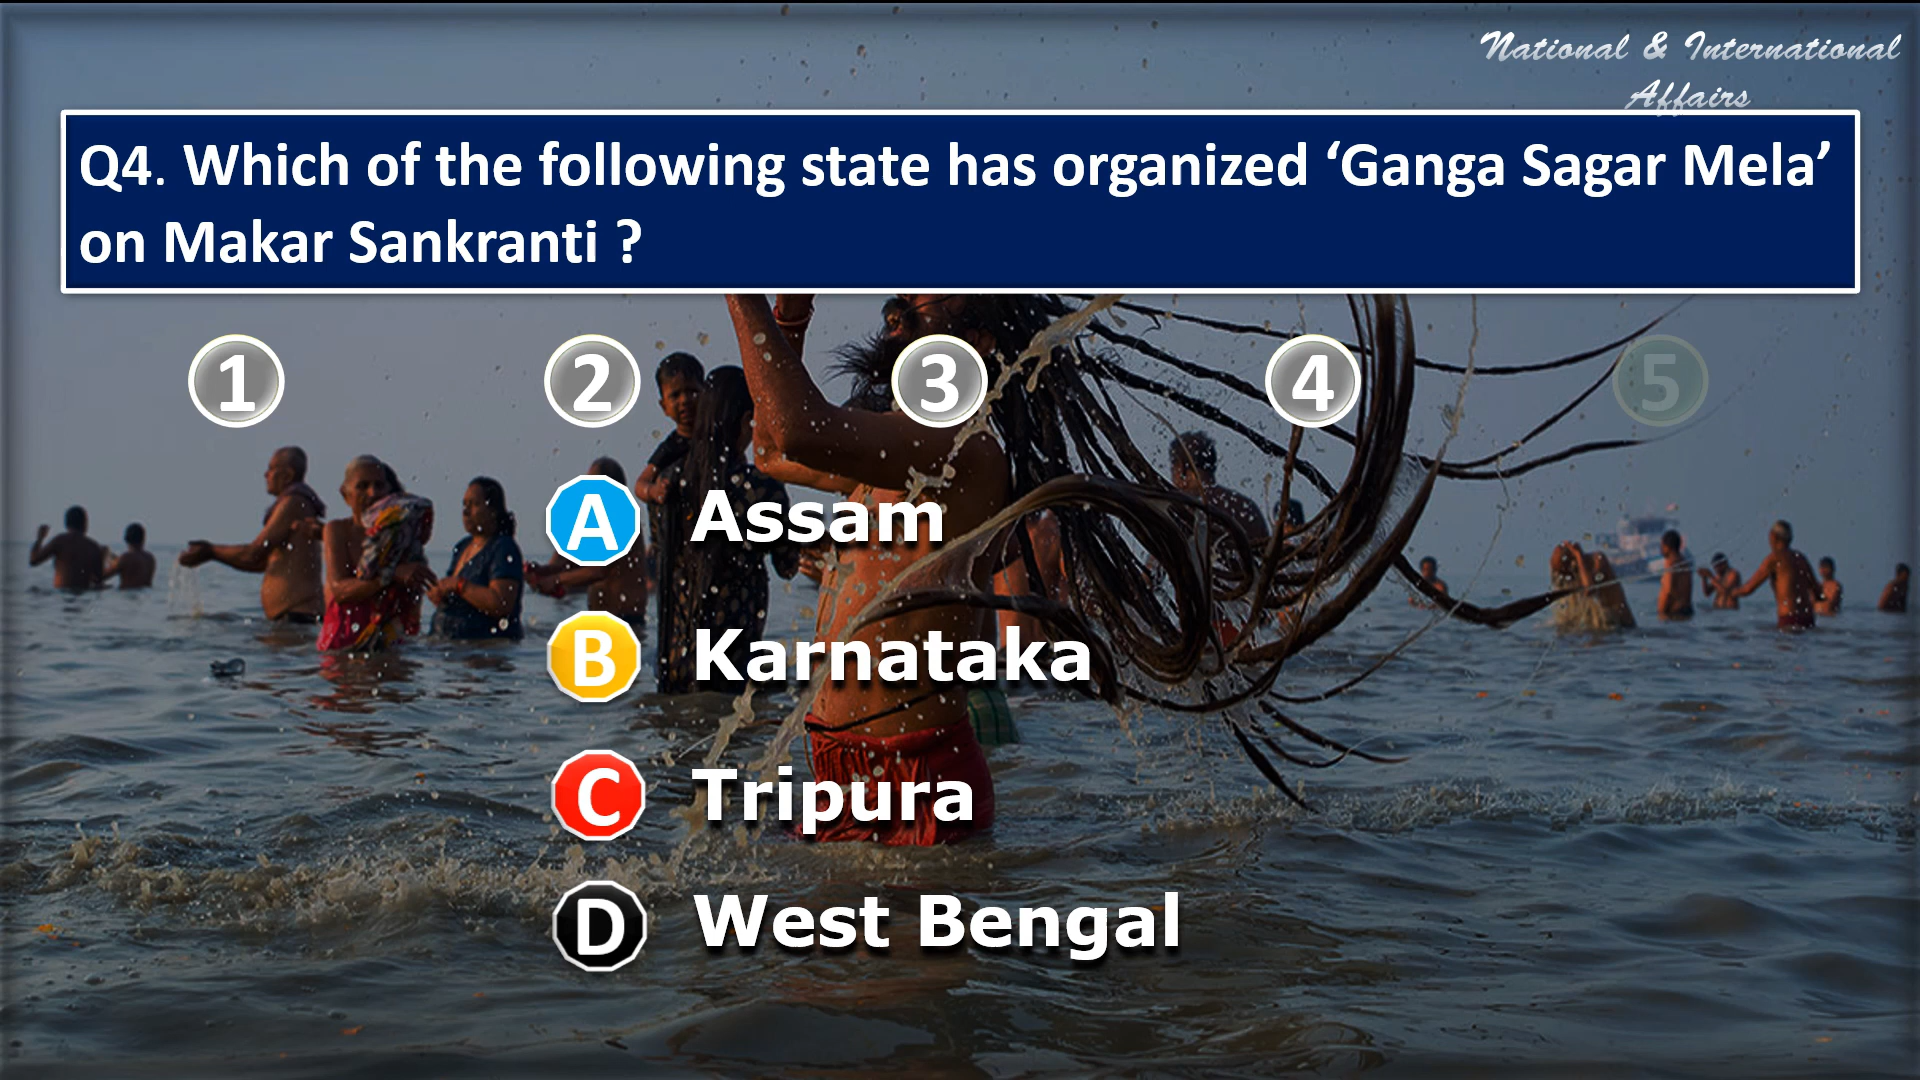 National & International
Affairs
Q4. Which of the following state has organized ‘Ganga Sagar Mela’
on Makar Sankranti ?
1 2 3 4 5
A Assam
B Karnataka
C Tripura
D West Bengal